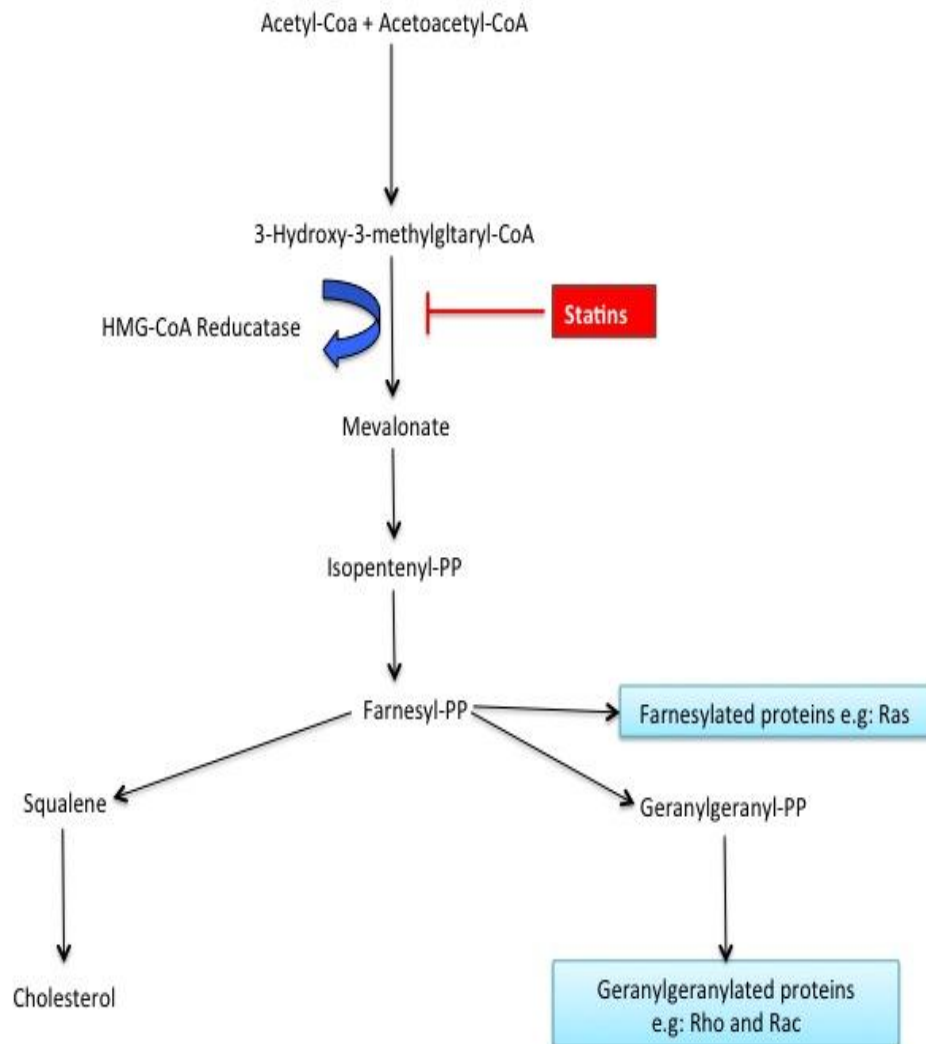 Acetyl-Coa + Acetoacetyl-CoA
3-Hydroxy-3-methylgltaryl-CoA
HMG-CoA Reducatase
Statins
Mevalonate
Isopentenyl-PP
Farnesyl-PP
Farnesylated proteins e.g: Ras
Squalene
Geranylgeranyl-PP
Cholesterol
Geranylgeranylated proteins
e.g: Rho and Rac